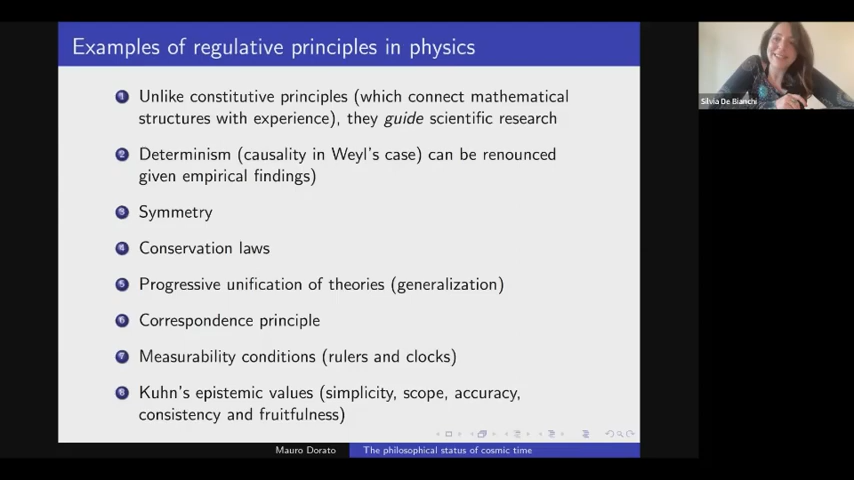 Examples of regulative principles in physics
1 Unlike constitutive principles (which connect mathematical
structures with experience), they guide scientific research
2 Determinism (causality in Weyl's case) can be renounced
given empirical findings)
3 Symmetry
4 Conservation laws
5 Progressive unification of theories (generalization)
6 Correspondence principle
7 Measurability conditions (rulers and clocks)
8 Kuhn's epistemic values (simplicity, scope, accuracy,
consistency and fruitfulness)
Mauro Dorato
The philosophical status of cosmic time
Silvia De Bianchi